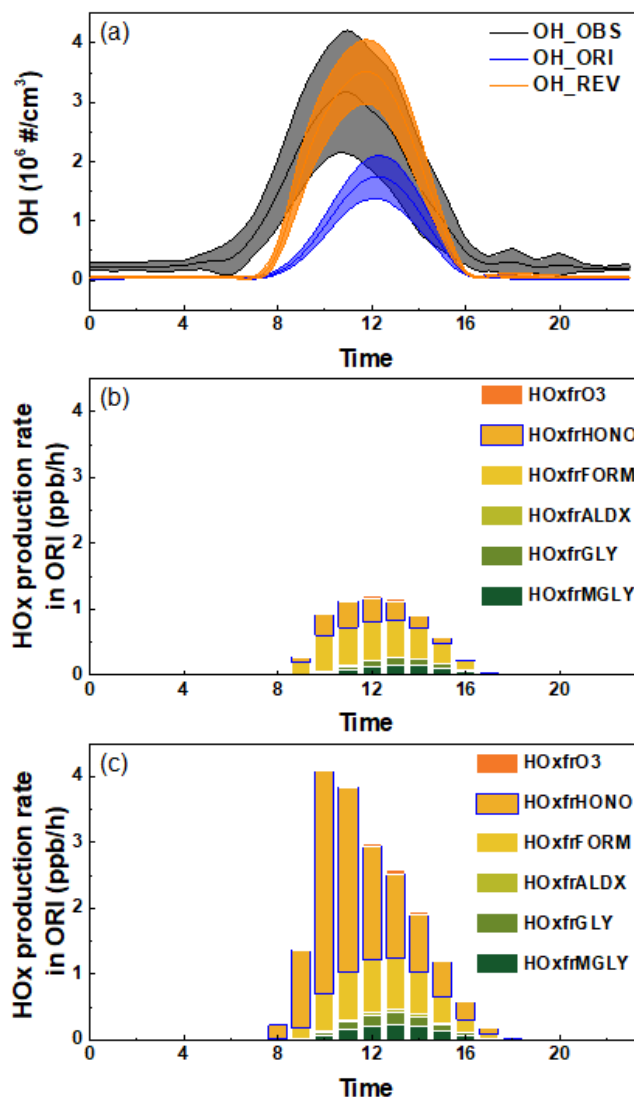 (a)
OH_OBS
OH_ORI
OH_REV
OH (10⁶ #/cm³)
4
3
2
1
0
0 4 8 12 16 20
Time
(b)
HOxfrO3
HOxfrHONO
HOxfrFORM
HOxfrALDX
HOxfrGLY
HOxfrMGLY
HOx production rate
in ORI (ppb/h)
4
3
2
1
0
0 4 8 12 16 20
Time
(c)
HOxfrO3
HOxfrHONO
HOxfrFORM
HOxfrALDX
HOxfrGLY
HOxfrMGLY
HOx production rate
in ORI (ppb/h)
4
3
2
1
0
0 4 8 12 16 20
Time